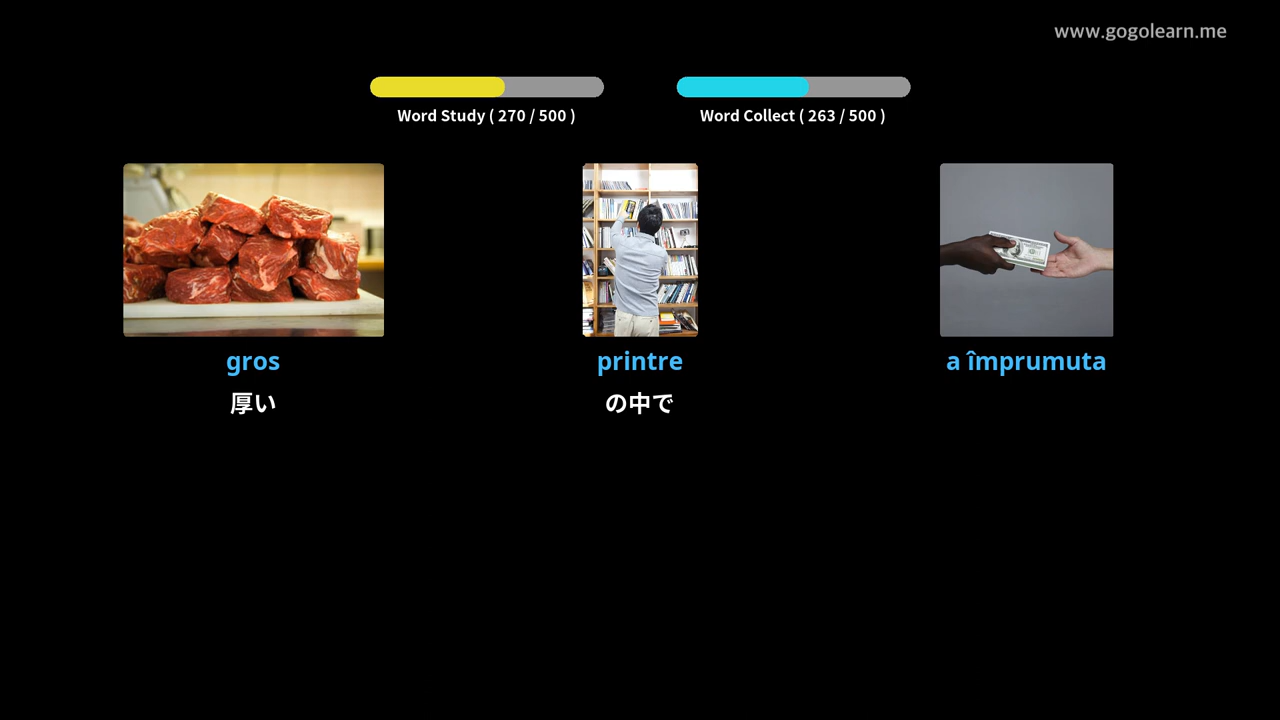 www.gogolearn.me
Word Study ( 270 / 500 )
Word Collect ( 263 / 500 )
gros
printre
a împrumuta
厚い
の中で